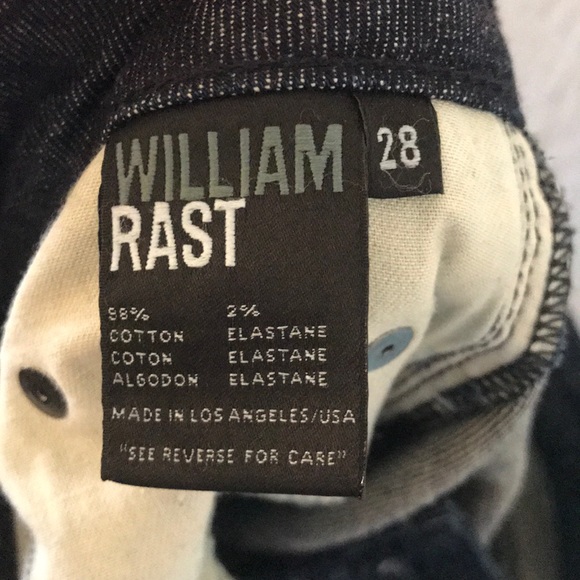 WILLIAM
RAST
28
98% 2%
COTTON ELASTANE
COTON ELASTANE
ALGODON ELASTANE
MADE IN LOS ANGELES/USA
"SEE REVERSE FOR CARE"